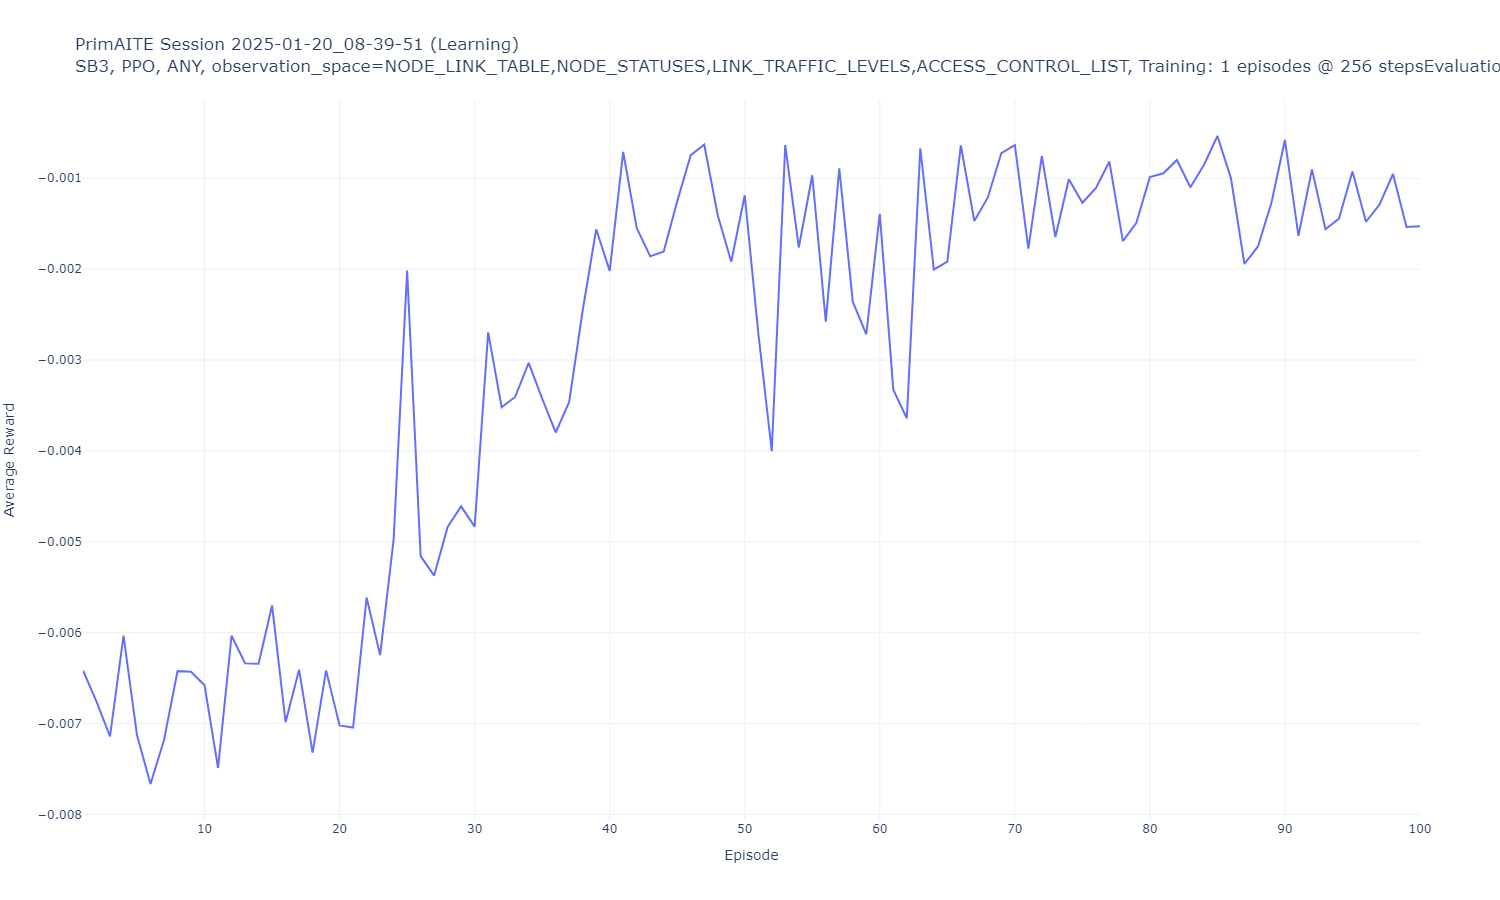 PrimAITE Session 2025-01-20_08-39-51 (Learning)
SB3, PPO, ANY, observation_space=NODE_LINK_TABLE,NODE_STATUSES,LINK_TRAFFIC_LEVELS,ACCESS_CONTROL_LIST, Training: 1 episodes @ 256 stepsEvaluatio
−0.001
−0.002
−0.003
−0.004
−0.005
−0.006
−0.007
−0.008
Average Reward
10 20 30 40 50 60 70 80 90 100
Episode